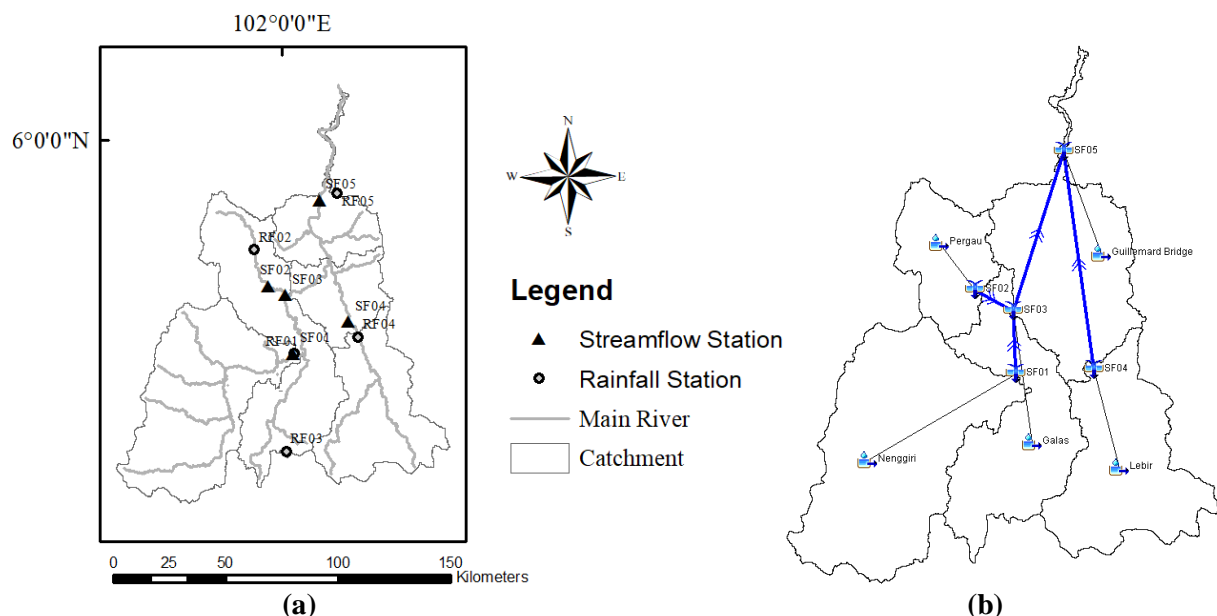 102°0'0"E
6°0'0"N
SF05
RF05
RF02
SF02
SF03
SF04
RF04
RF01
SF01
RF03
N
W
E
S
Legend
Streamflow Station
Rainfall Station
Main River
Catchment
0 25 50 100 150
Kilometers
(a)
SF05
Pergau
Guillemard Bridge
SF02
SF03
SF01
SF04
Galas
Nenggiri
Lebir
(b)